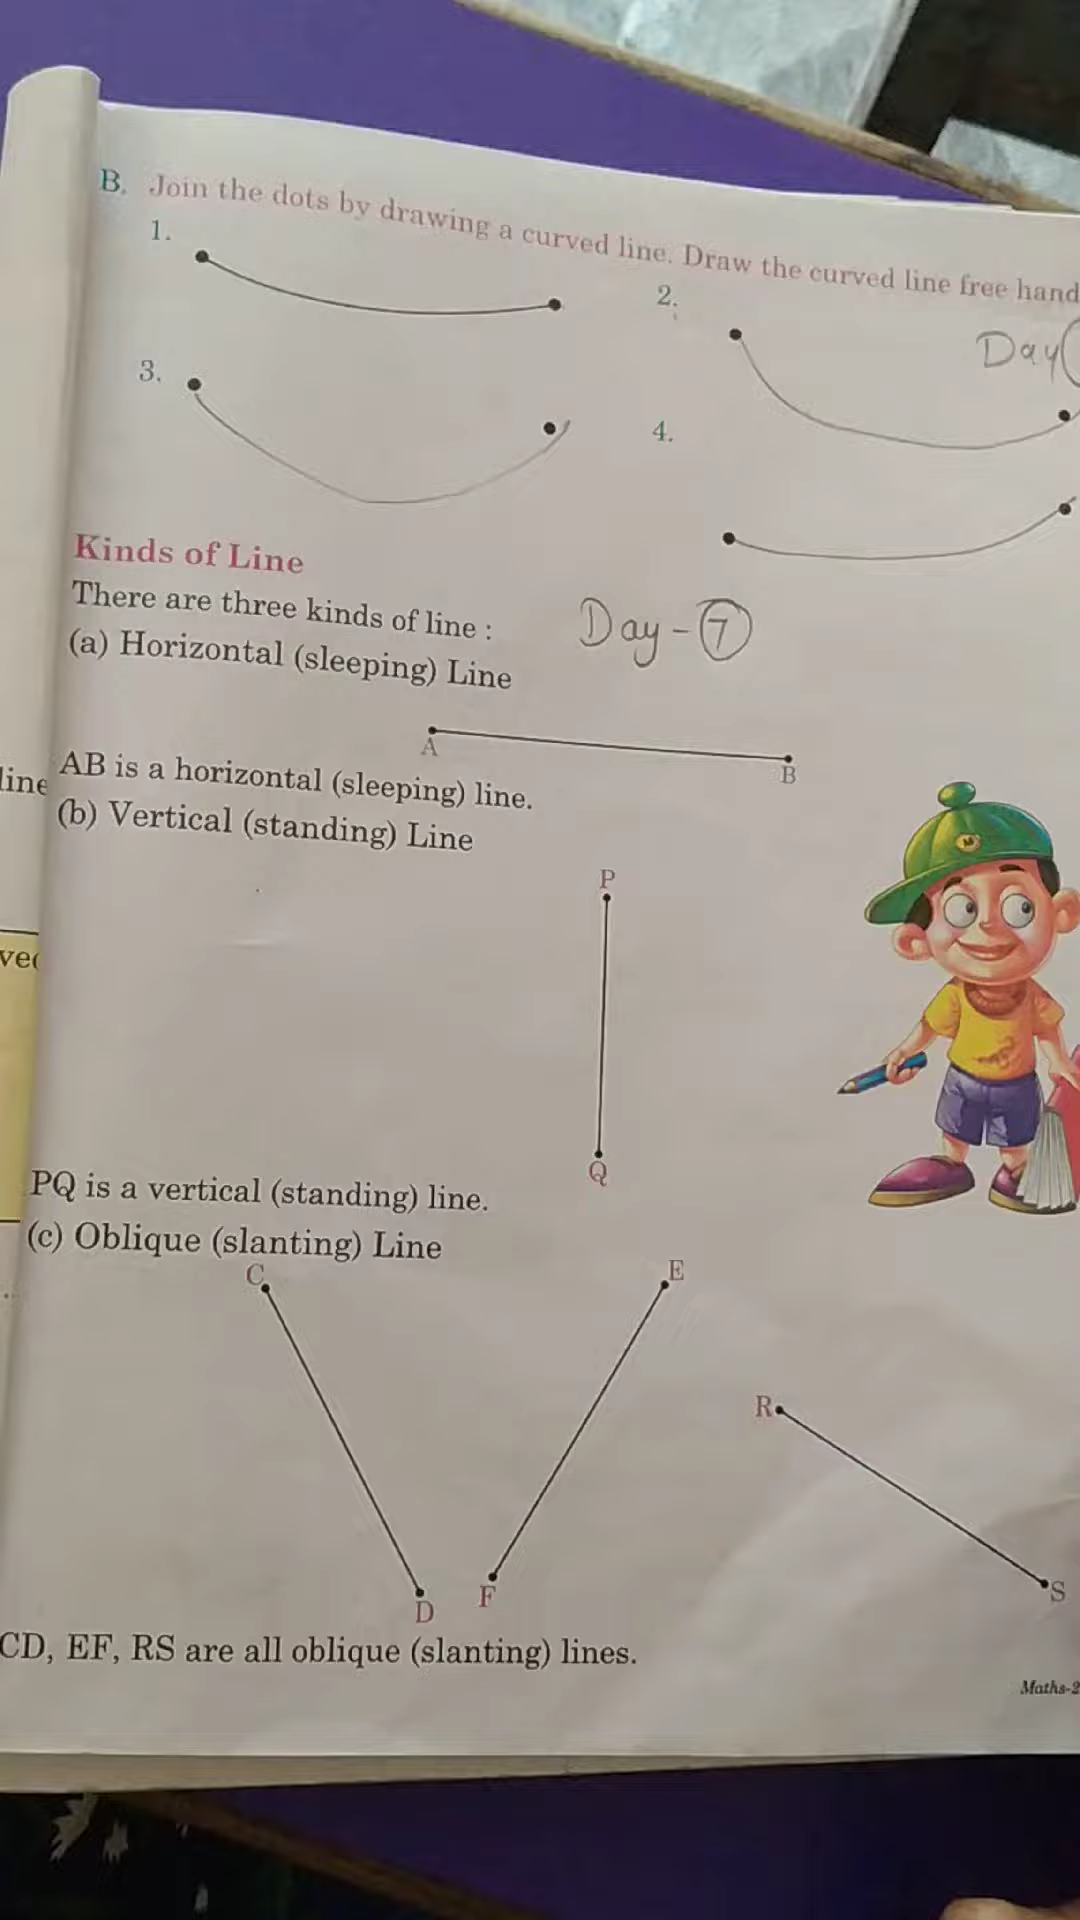 B. Join the dots by drawing a curved line. Draw the curved line free hand
1.
2.
Day
3.
4.
Kinds of Line
There are three kinds of line :
Day - 7
(a) Horizontal (sleeping) Line
A
B
line
AB is a horizontal (sleeping) line.
(b) Vertical (standing) Line
M
P
Q
PQ is a vertical (standing) line.
(c) Oblique (slanting) Line
C
E
R
S
D
F
CD, EF, RS are all oblique (slanting) lines.
Maths-2